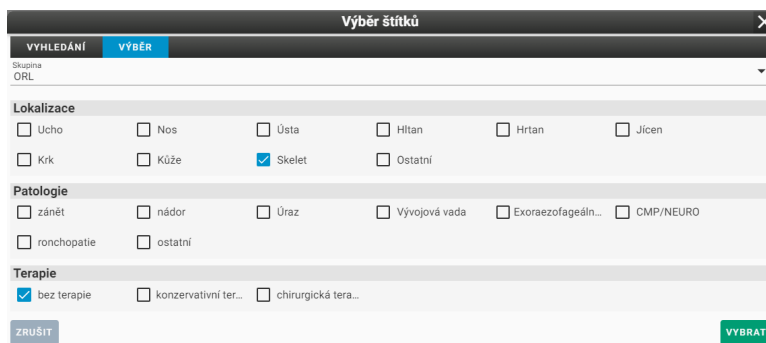 Výběr štítků
VYHLEDÁNÍ VÝBĚR
Skupina
ORL
Lokalizace
Ucho Nos Ústa Hltan Hrtan Jícen
Krk Kůže Skelet Ostatní
Patologie
zánět nádor Úraz Vývojová vada Exoraezofageáln... CMP/NEURO
ronchopatie ostatní
Terapie
bez terapie konzervativní ter... chirurgická tera...
ZRUŠIT VYBRAT